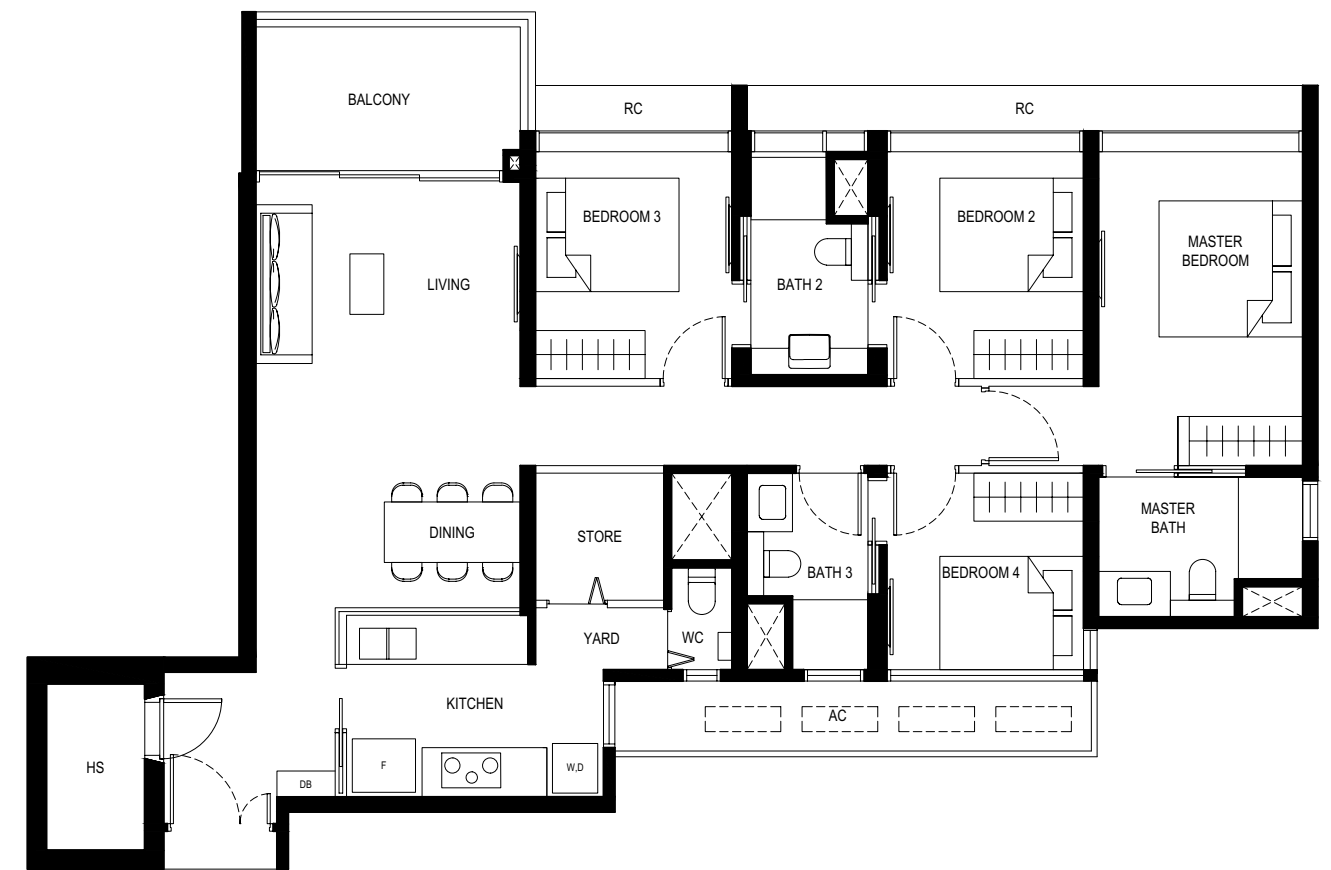 BALCONY
RC
RC
BEDROOM 3
BEDROOM 2
MASTER
BEDROOM
LIVING
BATH 2
MASTER
BATH
DINING
STORE
BATH 3
BEDROOM 4
YARD
WC
KITCHEN
AC
HS
F
W,D
DB